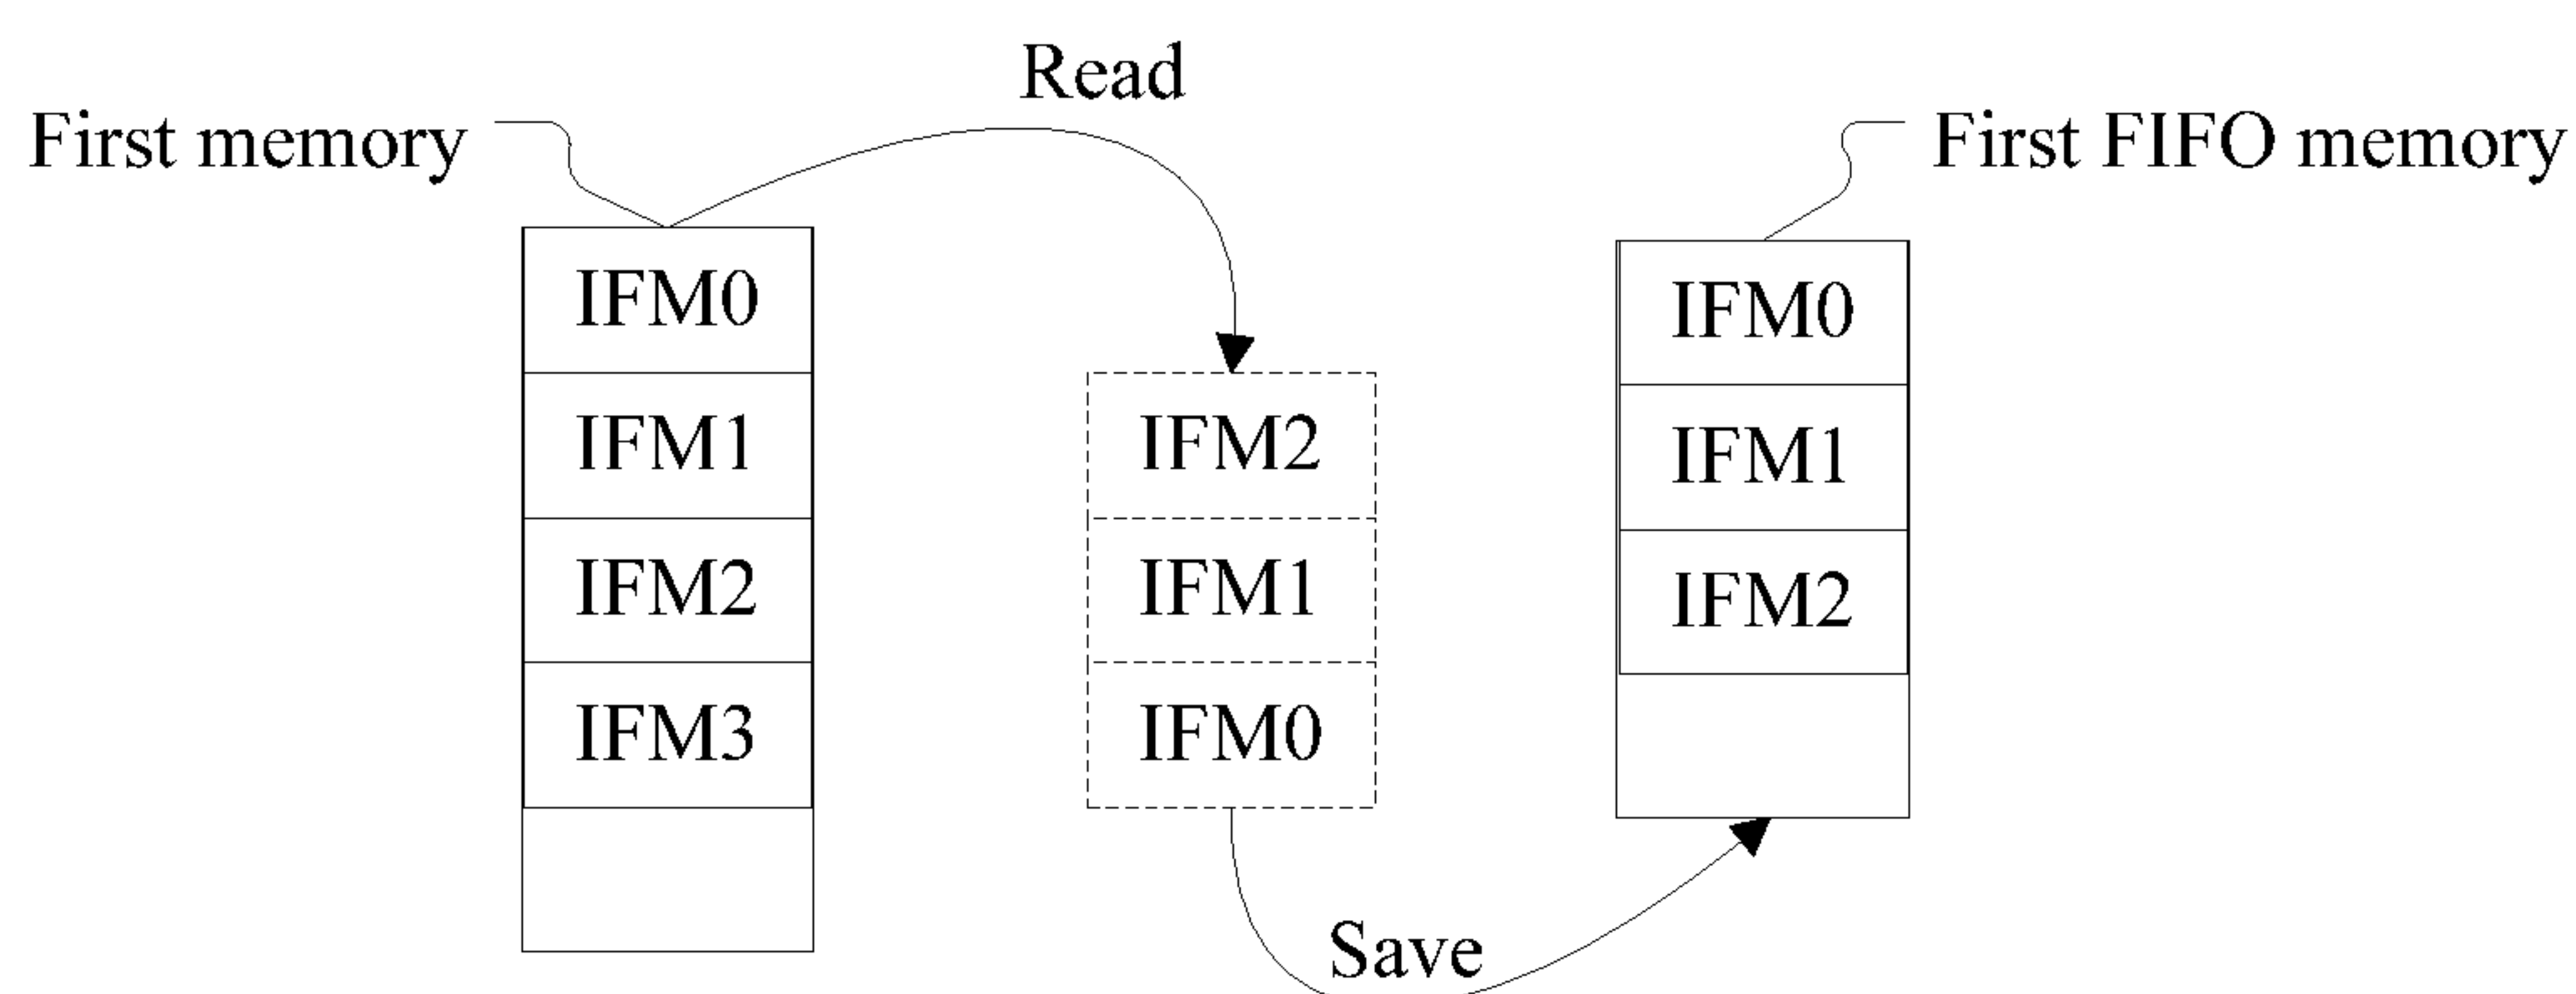 Read
First memory
First FIFO memory
IFM0
IFM1
IFM2
IFM3
IFM2
IFM1
IFM0
IFM0
IFM1
IFM2
Save